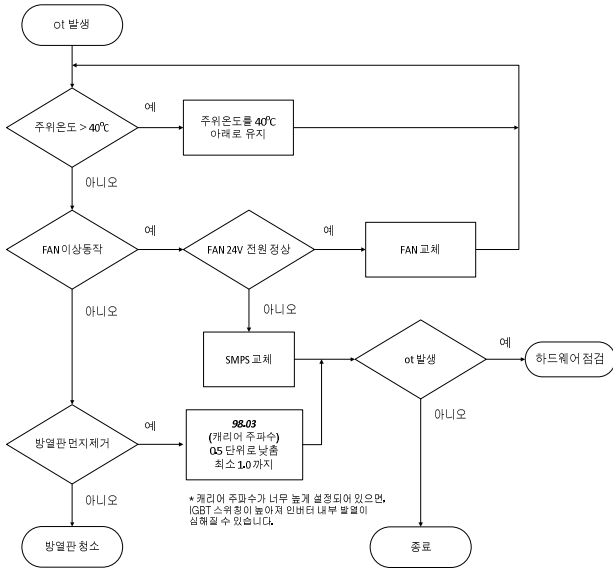 ot 발생
주위온도 > 40⁰C
예
주위온도를 40⁰C
아래로 유지
아니오
FAN 이상동작
예
FAN 24V 전원 정상
예
FAN 교체
아니오
아니오
SMPS 교체
ot 발생
예
하드웨어 점검
아니오
방열판 먼지제거
예
98-03
(캐리어 주파수)
0.5 단위로 낮춤
최소 1.0 까지
아니오
* 캐리어 주파수가 너무 높게 설정되어 있으면,
IGBT 스위칭이 높아져 인버터 내부 발열이
심해질 수 있습니다.
방열판 청소
종료